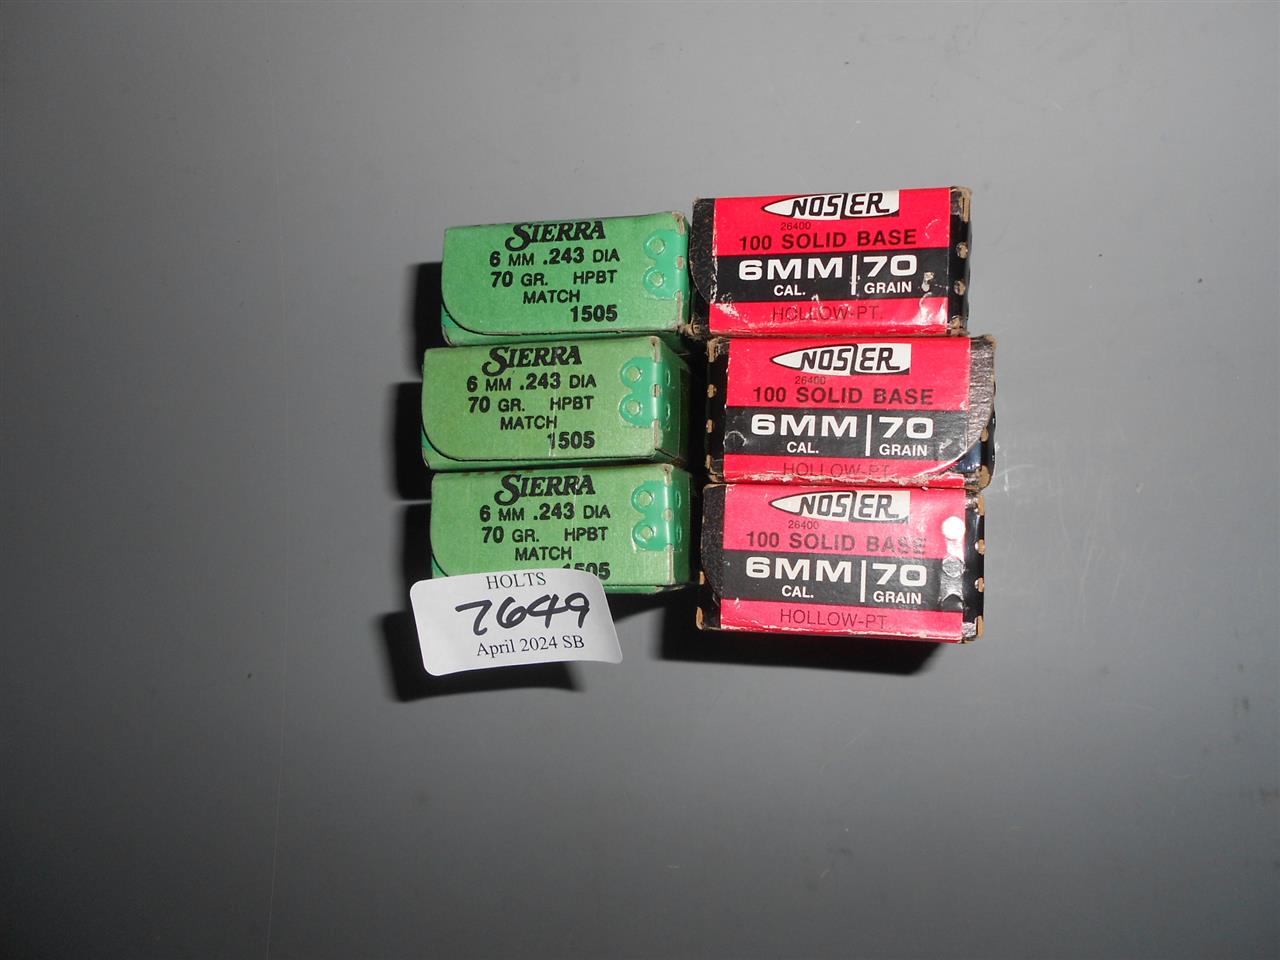 SIERRA
6 MM .243 DIA
70 GR. HPBT
MATCH
1505
SIERRA
6 MM .243 DIA
70 GR. HPBT
MATCH
1505
SIERRA
6 MM .243 DIA
70 GR. HPBT
MATCH
1505
HOLTS
7649
April 2024 SB
NOSLER
26400
100 SOLID BASE
6MM 70
CAL. GRAIN
HOLLOW-PT.
NOSLER
26400
100 SOLID BASE
6MM 70
CAL. GRAIN
HOLLOW-PT.
NOSLER
26400
100 SOLID BASE
6MM 70
CAL. GRAIN
HOLLOW-PT.